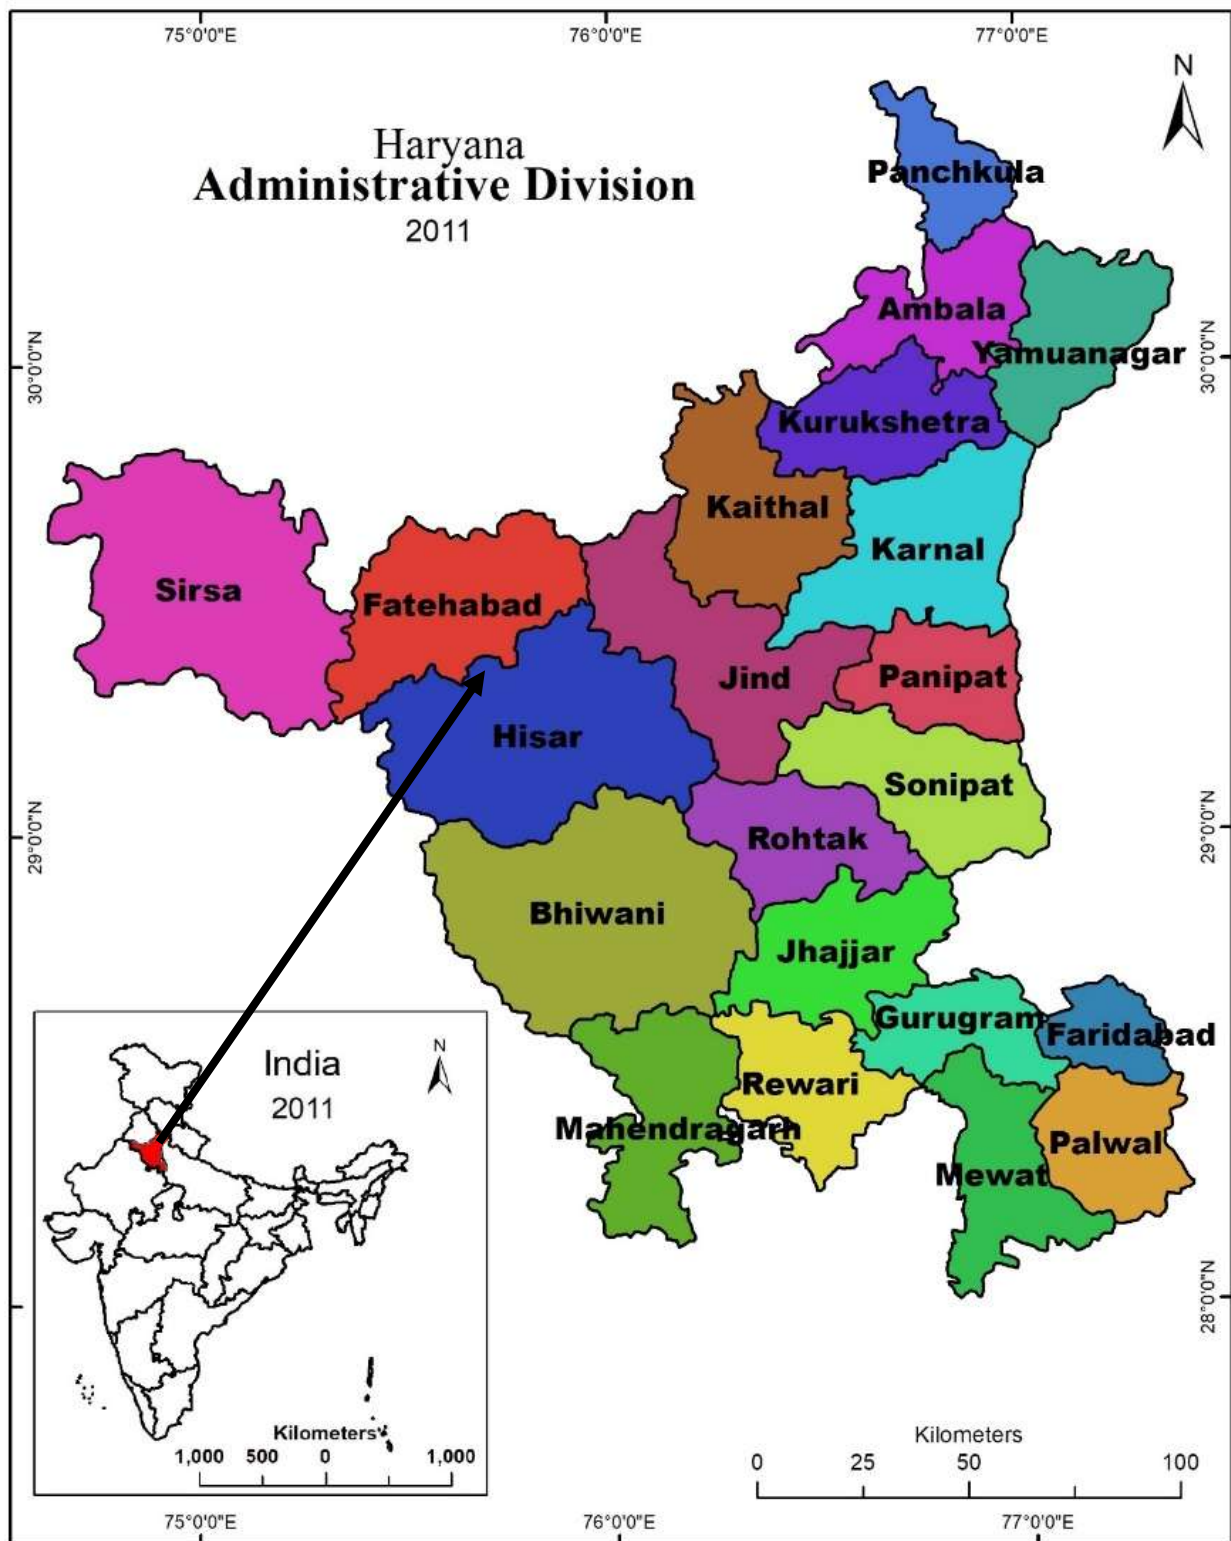 75°0'0"E 76°0'0"E 77°0'0"E
N
Haryana
Administrative Division
2011
Panchkula
Ambala
30°0'0"N Yamuanagar 30°0'0"N
Kurukshetra
Kaithal
Karnal
Sirsa
Fatehabad
Jind
Panipat
Hisar
Sonipat
29°0'0"N Rohtak 29°0'0"N
Bhiwani
Jhajjar
Gurugram
Faridabad
Rewari
Mahendragarh
Palwal
Mewat
28°0'0"N
India
2011
N
Kilometers
1,000 500 0 1,000
Kilometers
0 25 50 100
75°0'0"E 76°0'0"E 77°0'0"E